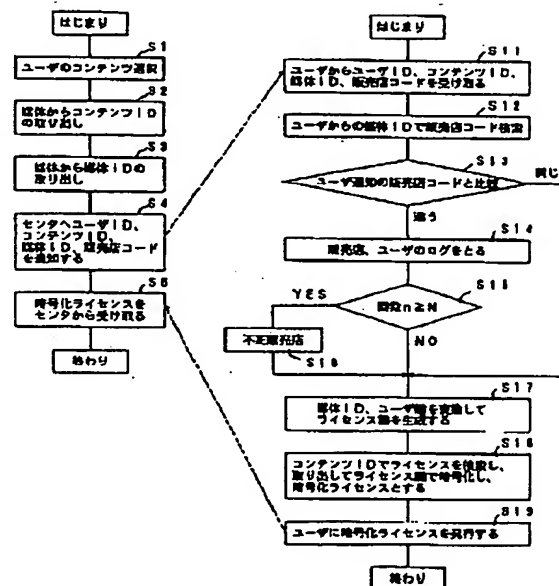 はじまり
S1
ユーザのコンテンツ選択
S2
媒体からコンテンツID
の取り出し
S3
媒体から媒体IDの
取り出し
S4
センタへユーザID、
コンテンツID、
媒体ID、販売店コード
を通知する
S5
暗号化ライセンスを
センタから受け取る
終わり
はじまり
S11
ユーザからユーザID、コンテンツID、
媒体ID、販売店コードを受け取る
S12
ユーザからの媒体IDで販売店コード検索
S13
ユーザ通知の販売店コードと比較
同じ
違う
S14
販売店、ユーザのログをとる
S15
回数n≧N
YES
NO
不正販売店
S16
S17
媒体ID、ユーザ鍵を
ライセンス鍵を生成する
S18
コンテンツIDでライセンスを検索し、
取り出してライセンス鍵で暗号化し、
暗号化ライセンスとする
S19
ユーザに暗号化ライセンスを発行する
終わり